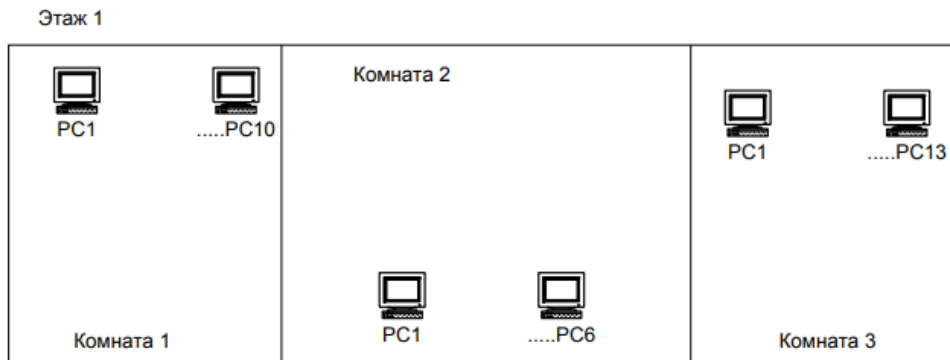 Этаж 1
PC1
.....PC10
Комната 1
Комната 2
PC1
.....PC6
PC1
.....PC13
Комната 3